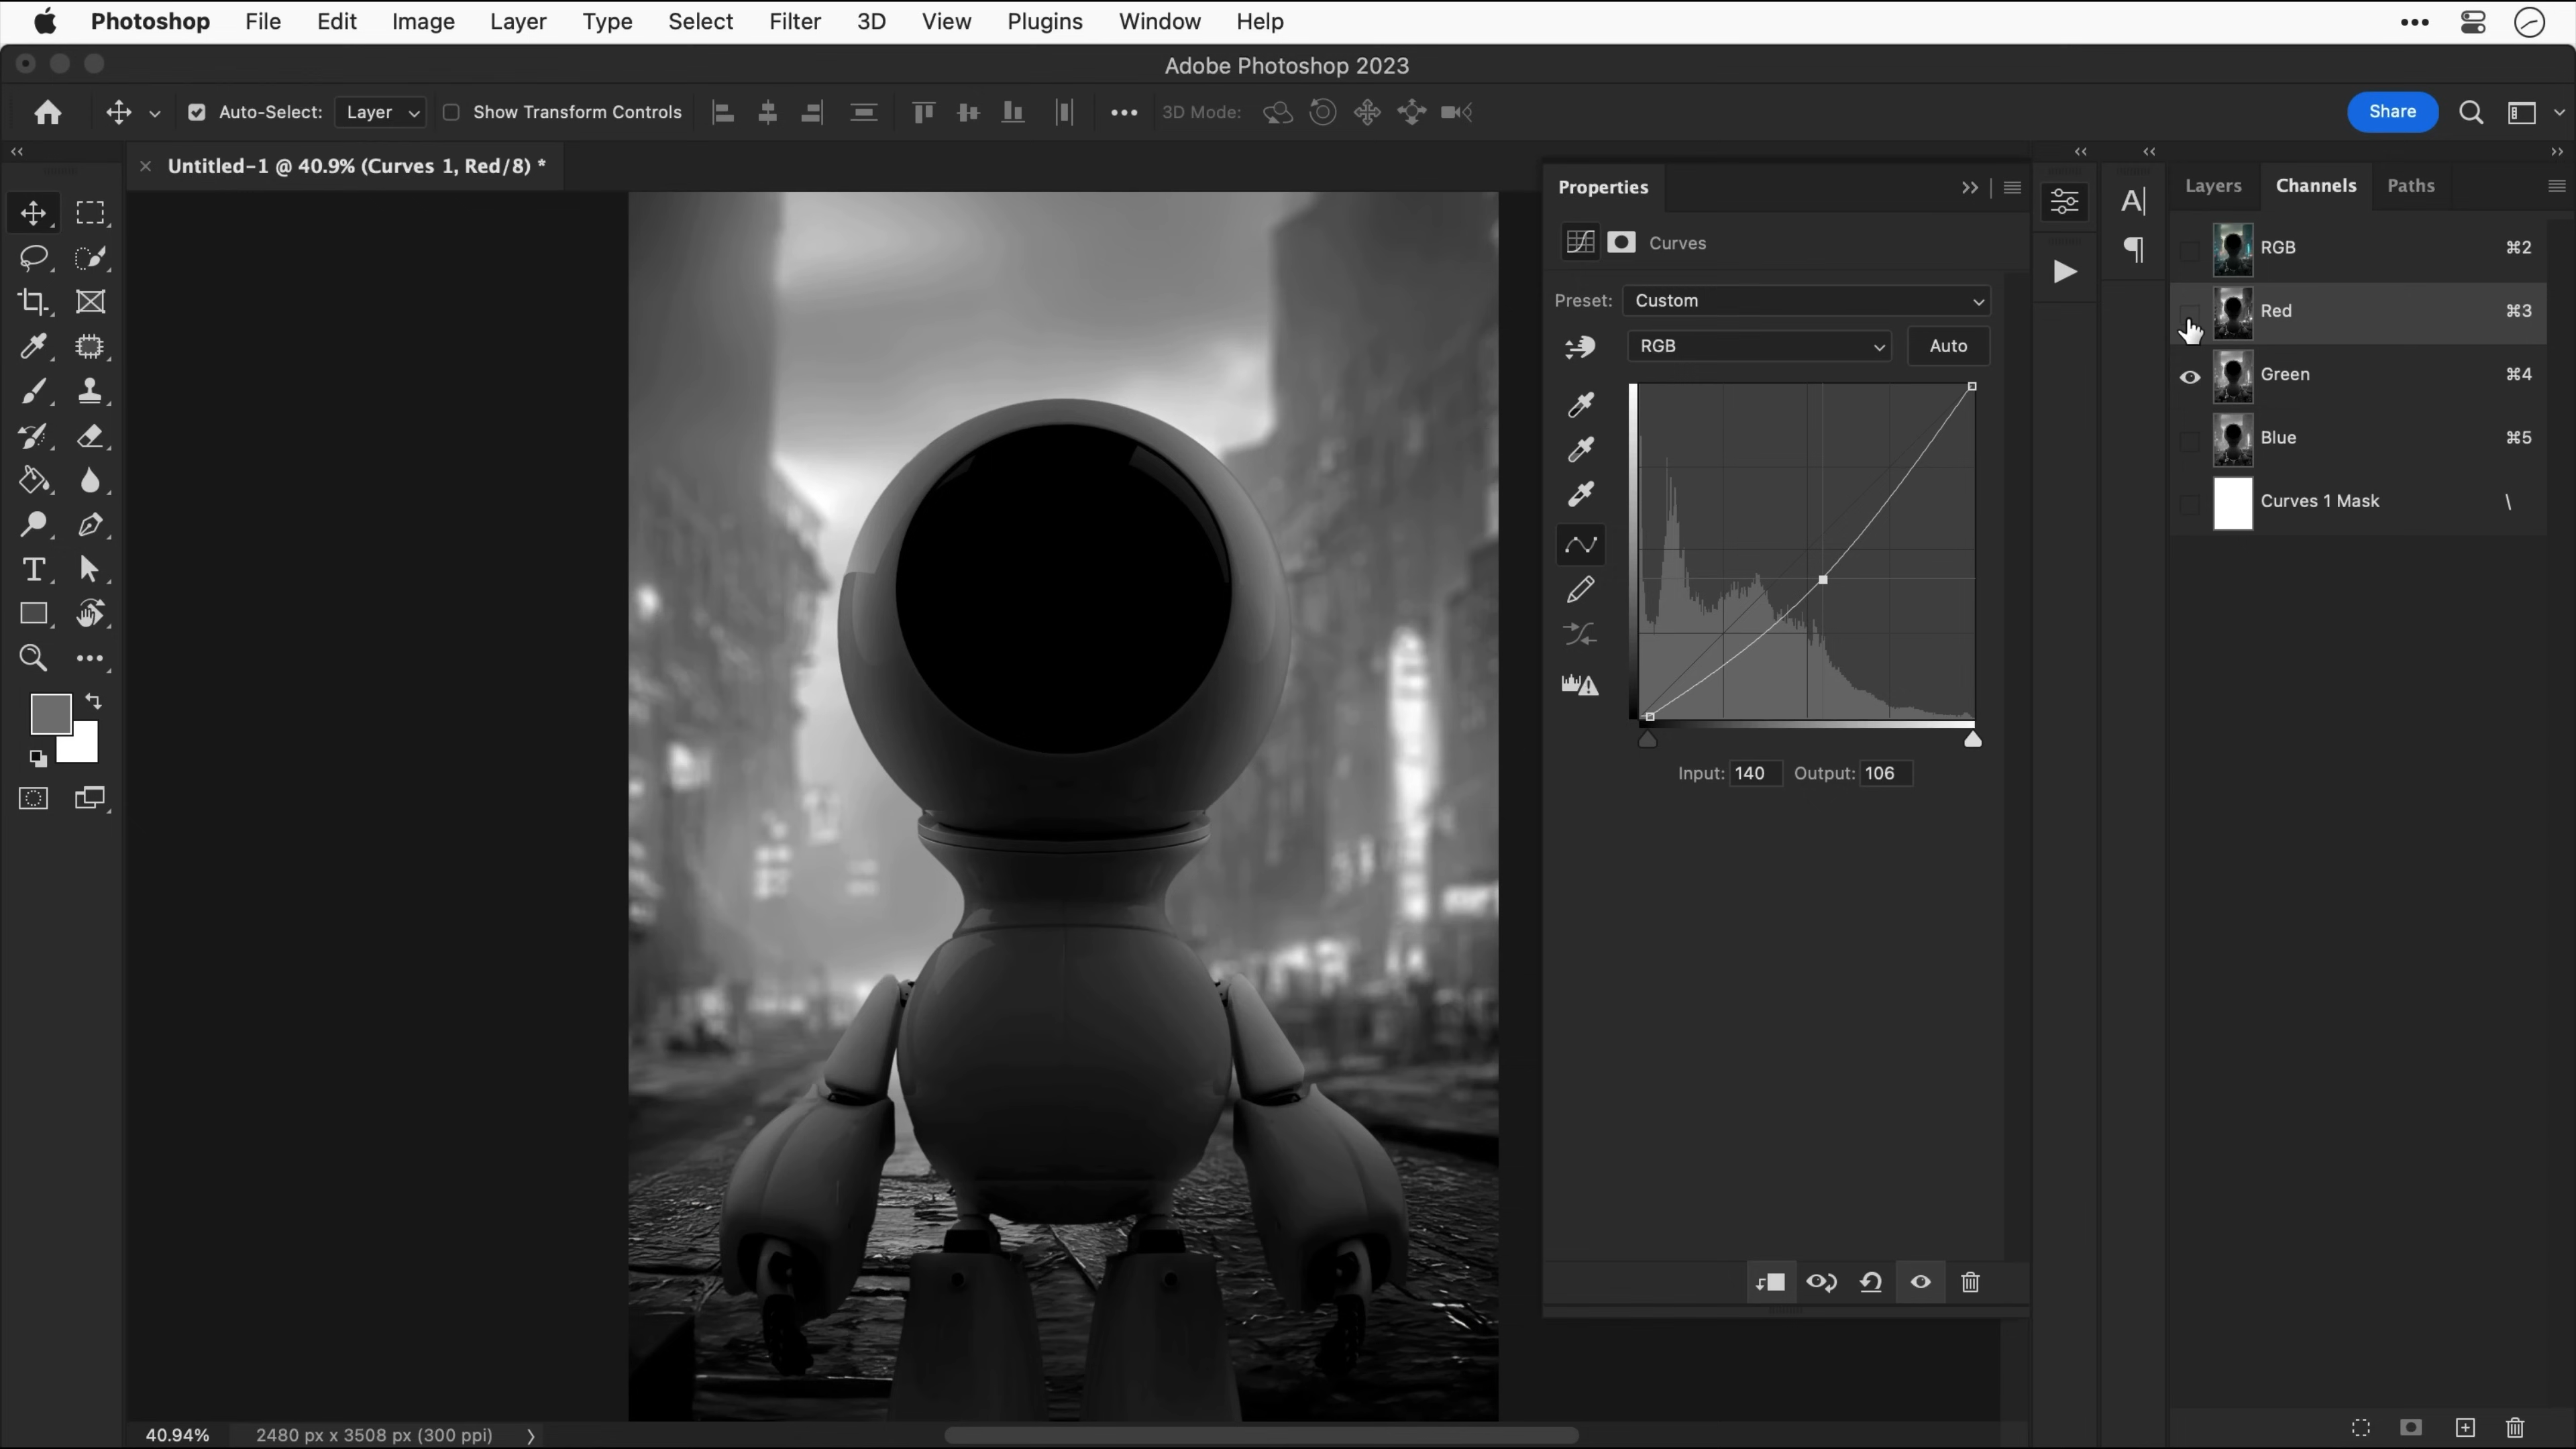 Photoshop File Edit Image Layer Type Select Filter 3D View Plugins Window Help
Adobe Photoshop 2023
Auto-Select: Layer Show Transform Controls 3D Mode: Share
Untitled-1 @ 40.9% (Curves 1, Red/8) *
Properties
Curves
Preset: Custom
RGB Auto
Input: 140 Output: 106
Layers Channels Paths
RGB ⌘2
Red ⌘3
Green ⌘4
Blue ⌘5
Curves 1 Mask \
40.94% 2480 px x 3508 px (300 ppi)